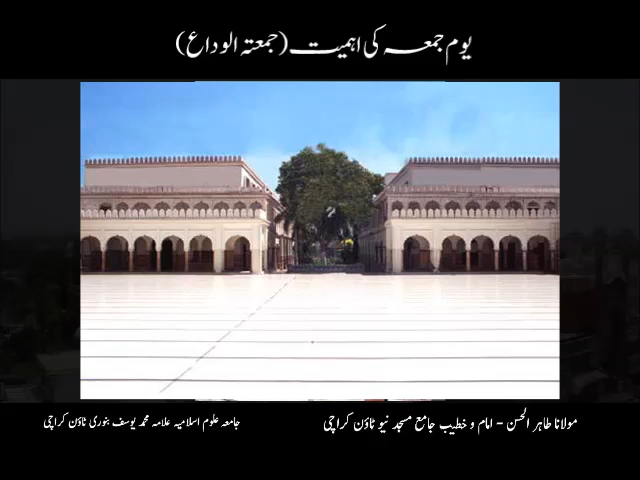 یوم جمعہ کی اہمیت (جمعتہ الوداع)
مولانا طاہر الحسن - امام و خطیب جامع مسجد نیو ٹاؤن کراچی
جامعہ علوم اسلامیہ علامہ محمد یوسف بنوری ٹاؤن کراچی